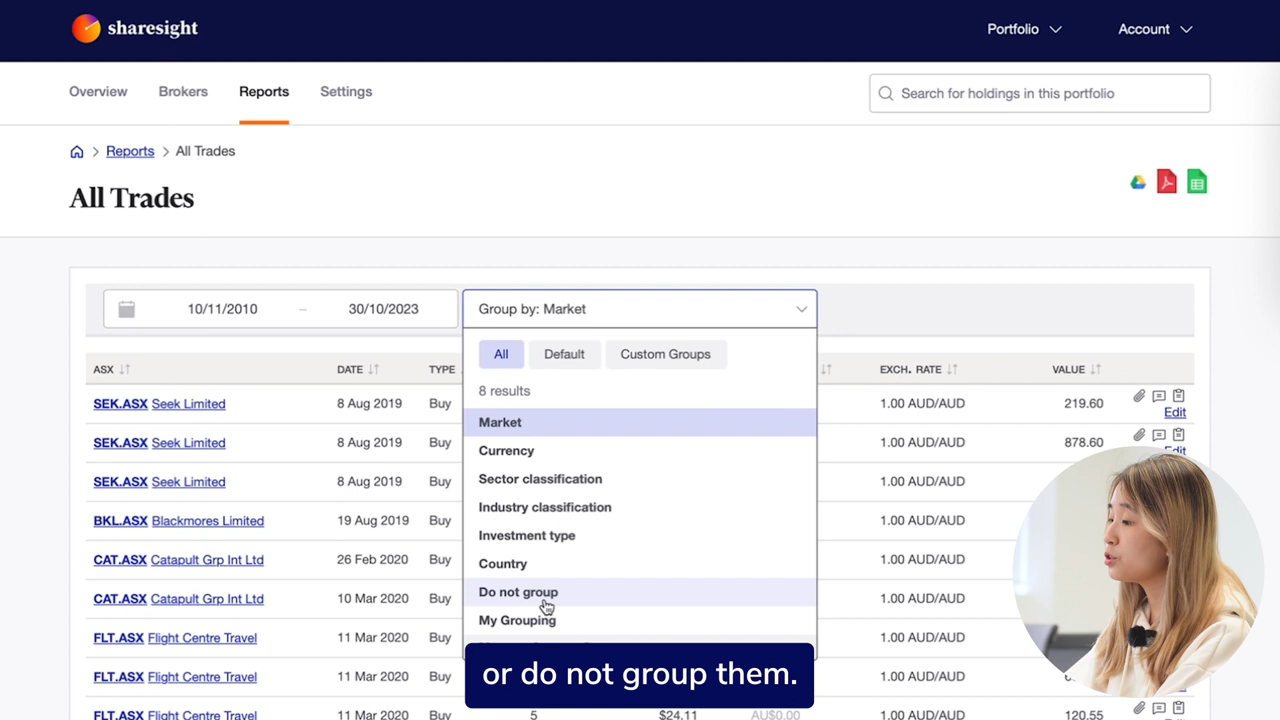 sharesight
Portfolio
Account
Overview
Brokers
Reports
Settings
Search for holdings in this portfolio
> Reports > All Trades
All Trades
10/11/2010 – 30/10/2023
Group by: Market
All
Default
Custom Groups
8 results
Market
Currency
Sector classification
Industry classification
Investment type
Country
Do not group
My Grouping
ASX DATE TYPE EXCH. RATE VALUE
SEK.ASX Seek Limited 8 Aug 2019 Buy 1.00 AUD/AUD 219.60 Edit
SEK.ASX Seek Limited 8 Aug 2019 Buy 1.00 AUD/AUD 878.60 Edit
SEK.ASX Seek Limited 8 Aug 2019 Buy 1.00 AUD/AUD
BKL.ASX Blackmores Limited 19 Aug 2019 Buy 1.00 AUD/AUD
CAT.ASX Catapult Grp Int Ltd 26 Feb 2020 Buy 1.00 AUD/AUD
CAT.ASX Catapult Grp Int Ltd 10 Mar 2020 Buy 1.00 AUD/AUD
FLT.ASX Flight Centre Travel 11 Mar 2020 Buy 1.00 AUD/AUD
FLT.ASX Flight Centre Travel 11 Mar 2020 Buy 1.00 AUD/AUD
FLT.ASX Flight Centre Travel 11 Mar 2020 Buy 5 $24.11 AU$0.00 1.00 AUD/AUD 120.55
or do not group them.